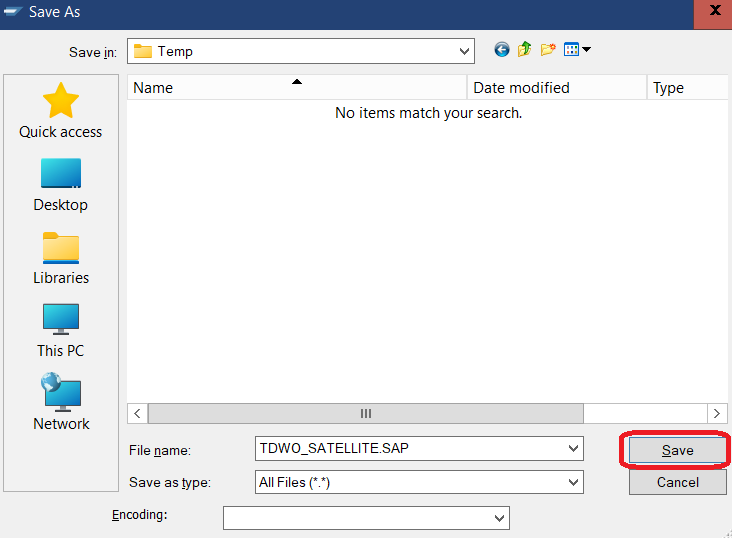 Save As
Save in: Temp
Name Date modified Type
No items match your search.
Quick access
Desktop
Libraries
This PC
Network
File name: TDWO_SATELLITE.SAP Save
Save as type: All Files (*.*) Cancel
Encoding: